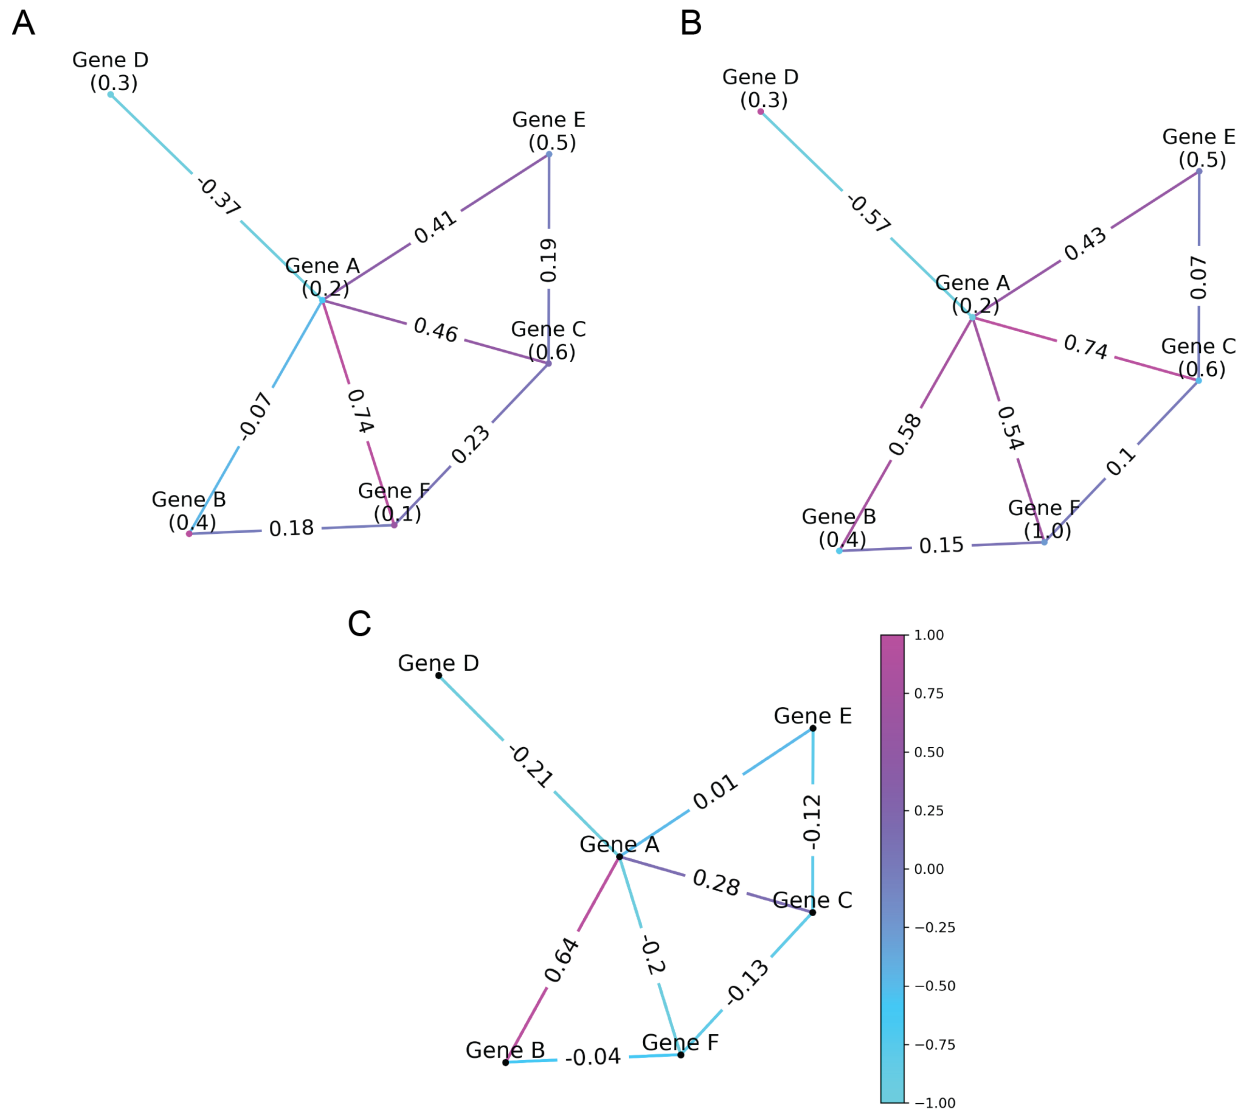 A
Gene D
(0.3)
Gene E
(0.5)
-0.37
0.41
0.19
Gene A
(0.2)
0.46
Gene C
(0.6)
-0.07
0.74
0.23
Gene B
(0.4)
Gene F
(0.1)
0.18
B
Gene D
(0.3)
Gene E
(0.5)
-0.57
0.43
0.07
Gene A
(0.2)
0.74
Gene C
(0.6)
0.58
0.54
0.1
Gene B
(0.4)
Gene F
(1.0)
0.15
C
Gene D
Gene E
-0.21
0.01
-0.12
Gene A
0.28
Gene C
0.64
-0.2
-0.13
Gene B
Gene F
-0.04
1.00
0.75
0.50
0.25
0.00
−0.25
−0.50
−0.75
−1.00